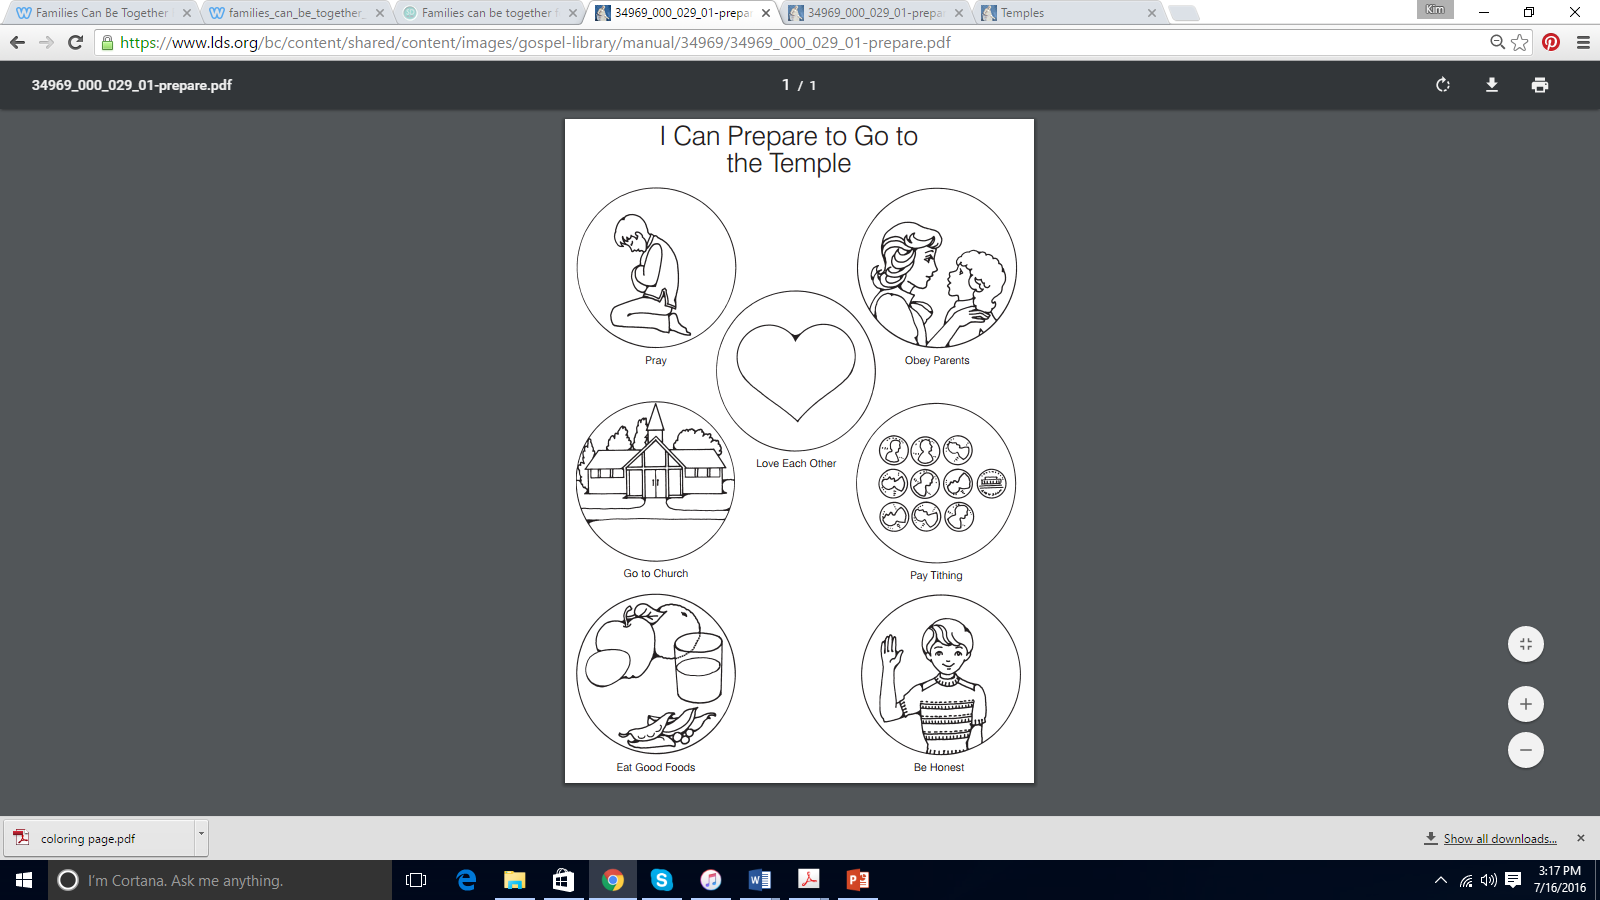 Families Can Be Together
families_can_be_together_
Families can be together
34969_000_029_01-prepar
34969_000_029_01-prepar
Temples
Kim
https://www.lds.org/bc/content/shared/content/images/gospel-library/manual/34969/34969_000_029_01-prepare.pdf
34969_000_029_01-prepare.pdf
1 / 1
I Can Prepare to Go to
the Temple
Pray
Obey Parents
Love Each Other
Go to Church
Pay Tithing
Eat Good Foods
Be Honest
coloring page.pdf
Show all downloads...
I'm Cortana. Ask me anything.
3:17 PM
7/16/2016